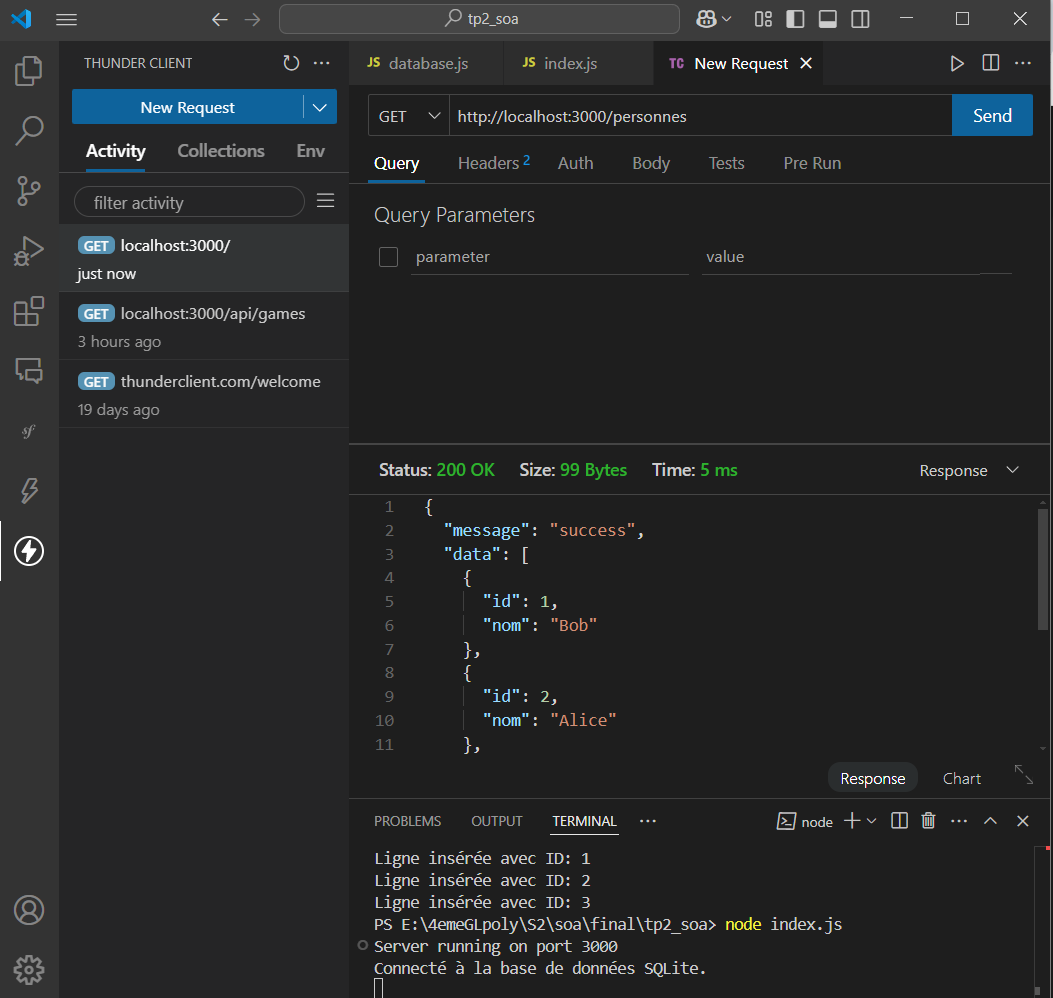 tp2_soa
THUNDER CLIENT
New Request
Activity Collections Env
filter activity
GET localhost:3000/
just now
GET localhost:3000/api/games
3 hours ago
GET thunderclient.com/welcome
19 days ago
sf
JS database.js JS index.js TC New Request
GET http://localhost:3000/personnes Send
Query Headers 2 Auth Body Tests Pre Run
Query Parameters
parameter value
Status: 200 OK Size: 99 Bytes Time: 5 ms Response
1 {
2 "message": "success",
3 "data": [
4 {
5 "id": 1,
6 "nom": "Bob"
7 },
8 {
9 "id": 2,
10 "nom": "Alice"
11 },
Response Chart
PROBLEMS OUTPUT TERMINAL ··· node
Ligne insérée avec ID: 1
Ligne insérée avec ID: 2
Ligne insérée avec ID: 3
PS E:\4emeGLpoly\S2\soa\final\tp2_soa> node index.js
Server running on port 3000
Connecté à la base de données SQLite.